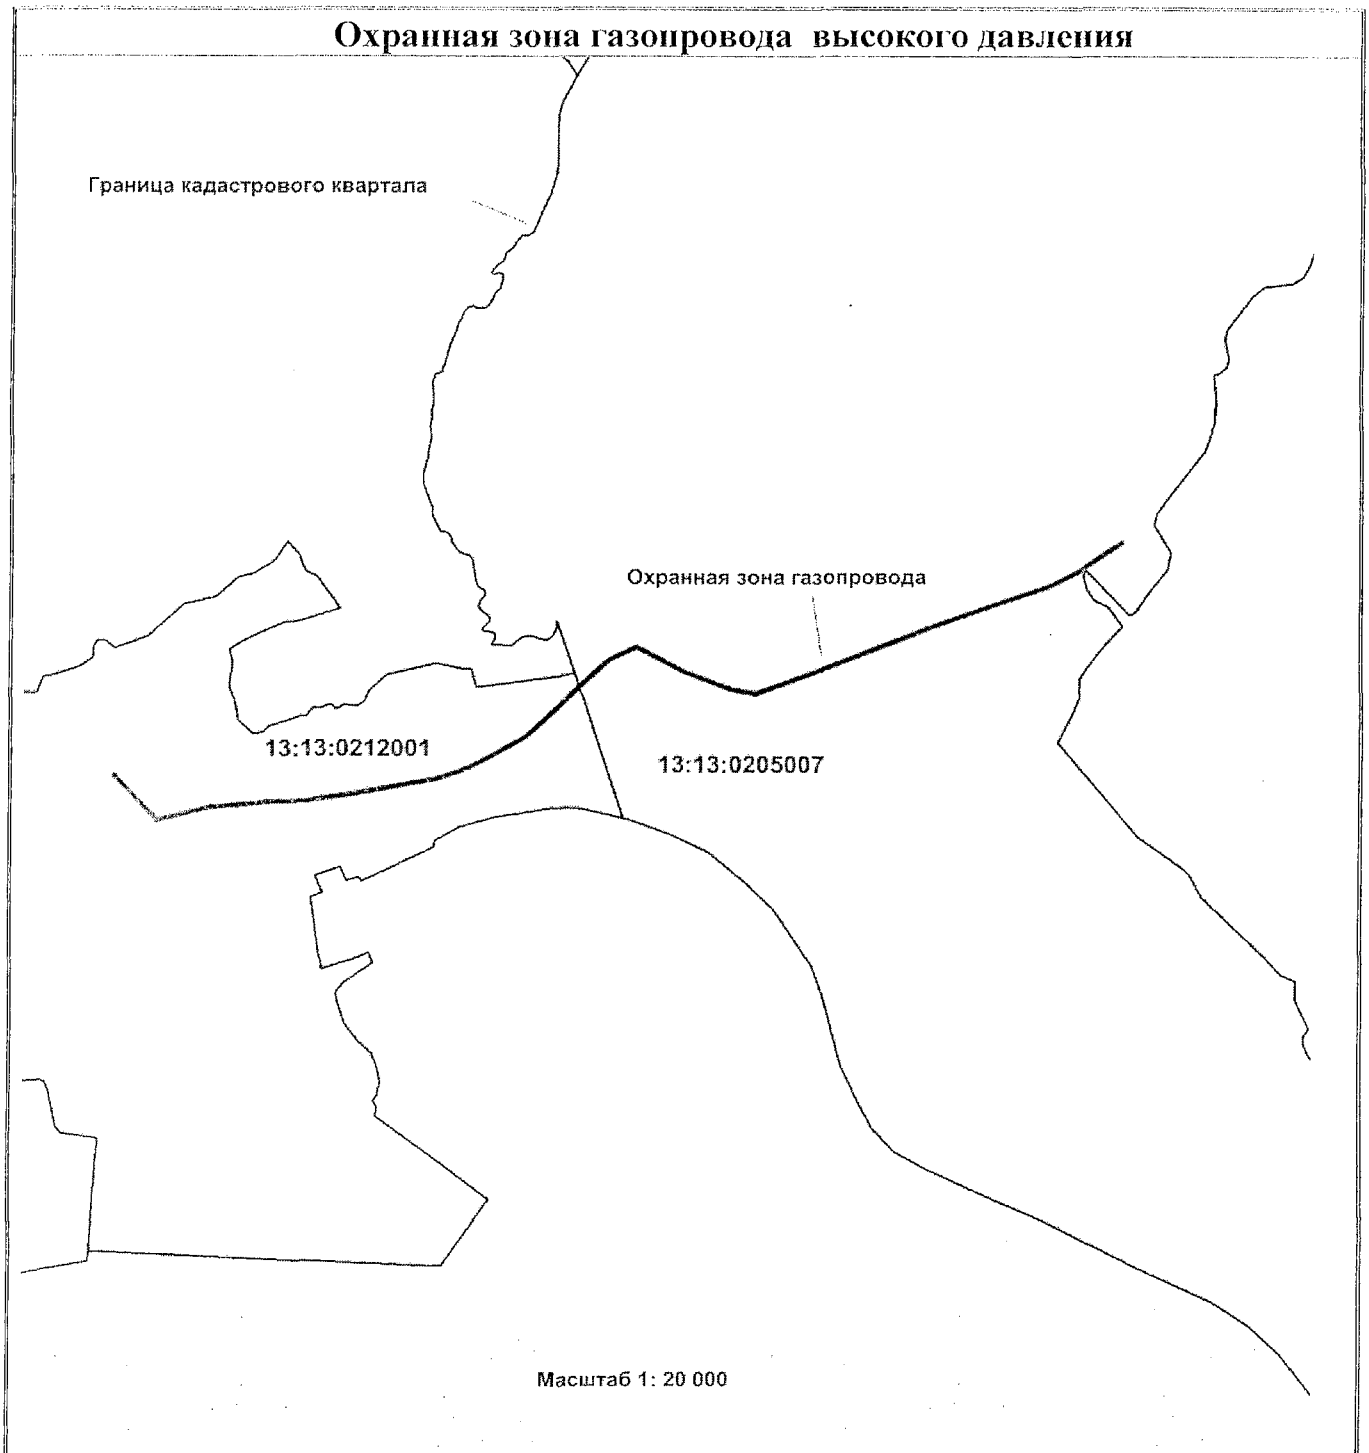 Охранная зона газопровода высокого давления
Граница кадастрового квартала
Охранная зона газопровода
13:13:0212001
13:13:0205007
Масштаб 1: 20 000